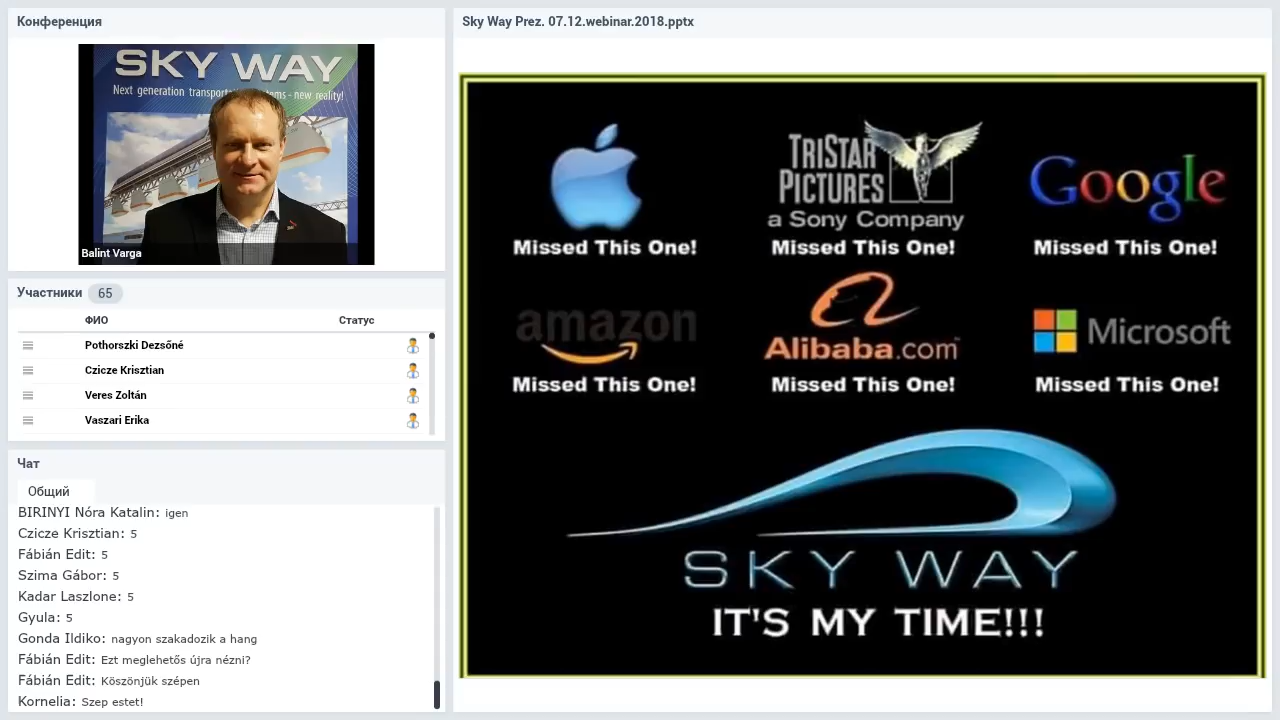 Конференция
SKY WAY
Next generation transportation systems - new reality!
Balint Varga
Участники 65
ФИО Статус
Pothorszki Dezsőné
Czicze Krisztian
Veres Zoltán
Vaszari Erika
Чат
Общий
BIRINYI Nóra Katalin: igen
Czicze Krisztian: 5
Fábián Edit: 5
Szima Gábor: 5
Kadar Laszlone: 5
Gyula: 5
Gonda Ildiko: nagyon szakadozik a hang
Fábián Edit: Ezt meglehetős újra nézni?
Fábián Edit: Köszönjük szépen
Kornelia: Szep estet!
Sky Way Prez. 07.12.webinar.2018.pptx
TRISTAR
PICTURES
a Sony Company
Google
Missed This One! Missed This One! Missed This One!
amazon Alibaba.com Microsoft
Missed This One! Missed This One! Missed This One!
SKY WAY
IT'S MY TIME!!!